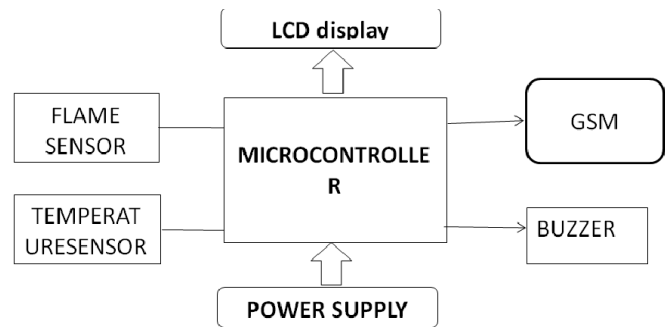 LCD display
FLAME
SENSOR
MICROCONTROLLE
R
GSM
TEMPERAT
URESENSOR
BUZZER
POWER SUPPLY